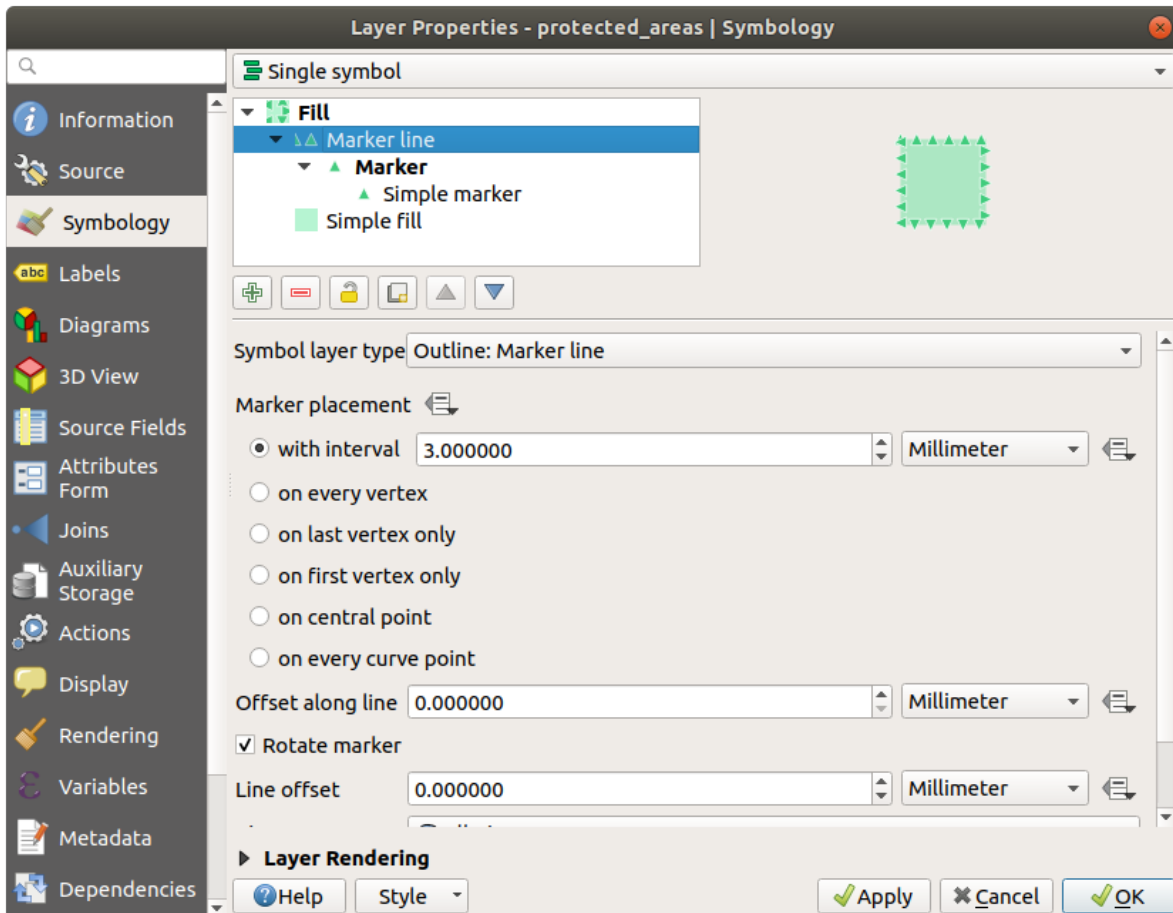 Layer Properties - protected_areas | Symbology
Single symbol
Information
Source
Symbology
Labels
Diagrams
3D View
Source Fields
Attributes
Form
Joins
Auxiliary
Storage
Actions
Display
Rendering
Variables
Metadata
Dependencies
Fill
Marker line
Marker
Simple marker
Simple fill
Symbol layer type Outline: Marker line
Marker placement
with interval 3.000000 Millimeter
on every vertex
on last vertex only
on first vertex only
on central point
on every curve point
Offset along line 0.000000 Millimeter
Rotate marker
Line offset 0.000000 Millimeter
Layer Rendering
Help Style Apply Cancel OK
abc